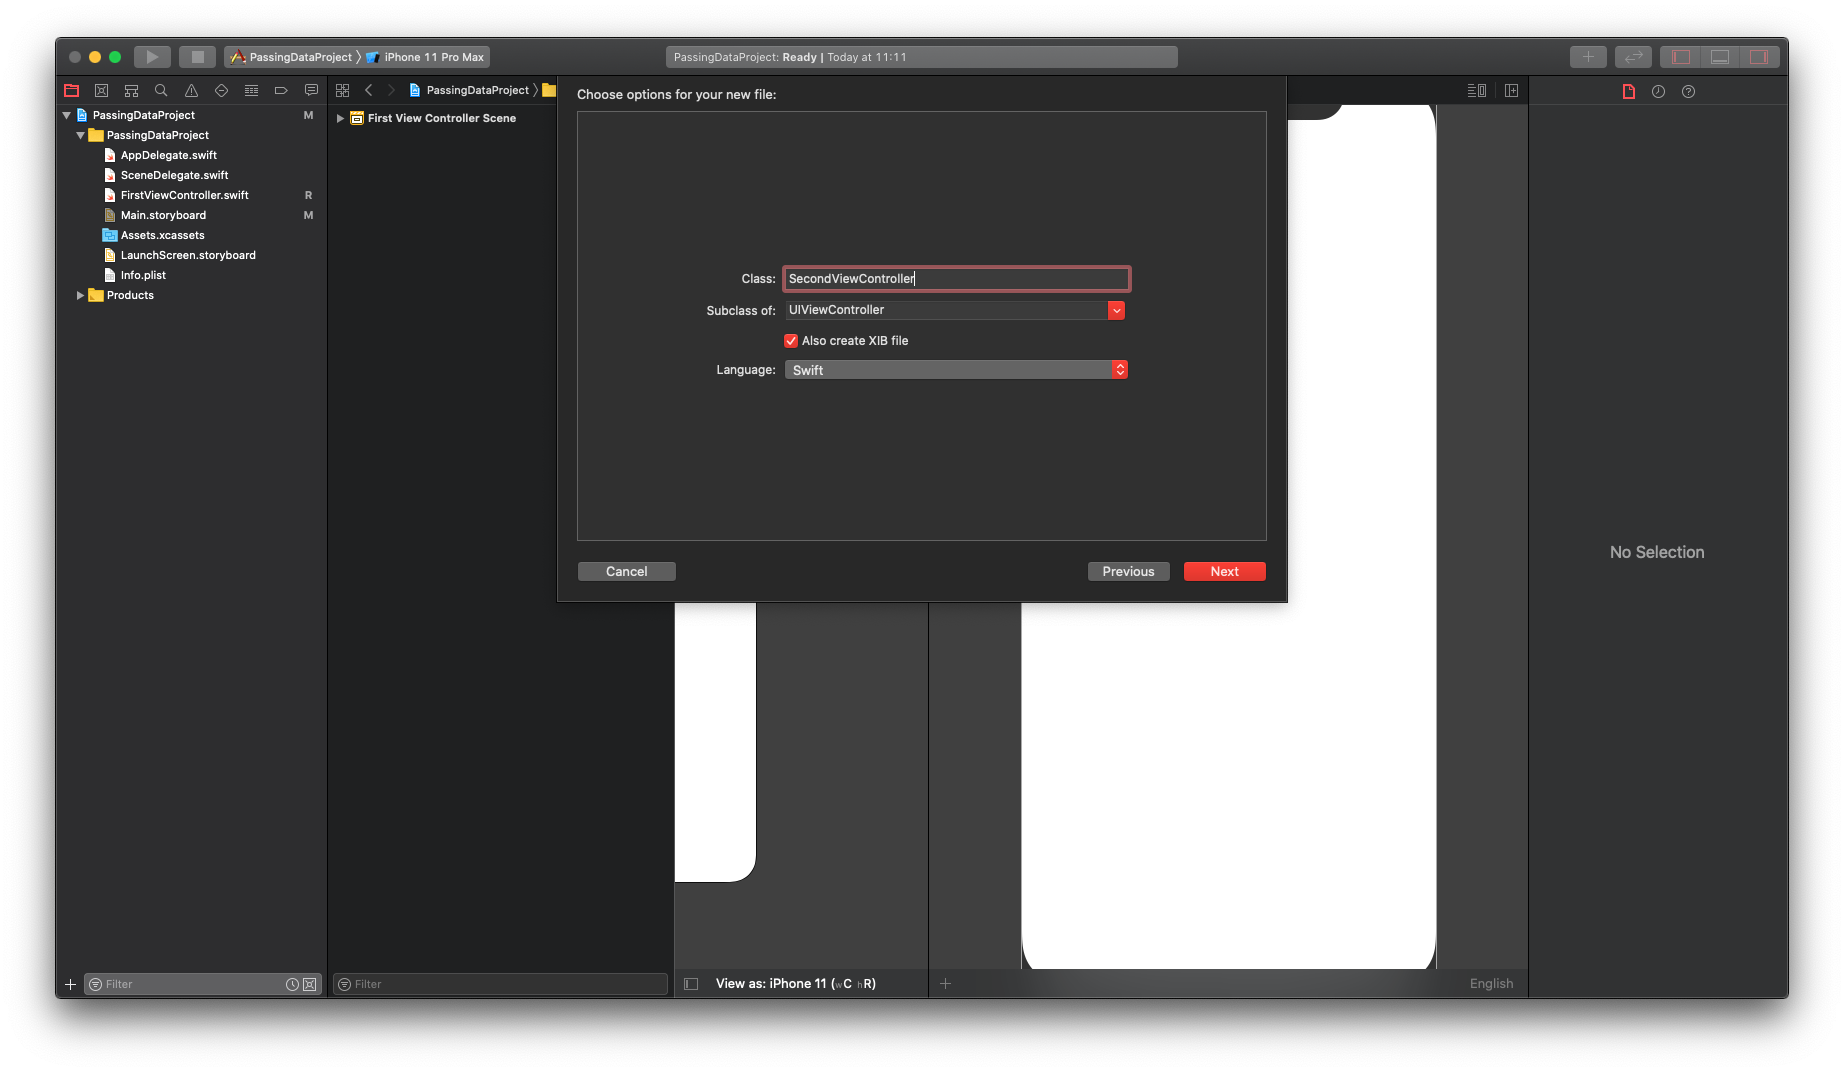 PassingDataProject
iPhone 11 Pro Max
PassingDataProject: Ready | Today at 11:11
PassingDataProject
Choose options for your new file:
PassingDataProject M
PassingDataProject
AppDelegate.swift
SceneDelegate.swift
FirstViewController.swift R
Main.storyboard M
Assets.xcassets
LaunchScreen.storyboard
Info.plist
Products
First View Controller Scene
Class: SecondViewController
Subclass of: UIViewController
Also create XIB file
Language: Swift
Cancel
Previous
Next
No Selection
Filter
Filter
View as: iPhone 11 (wC hR)
English